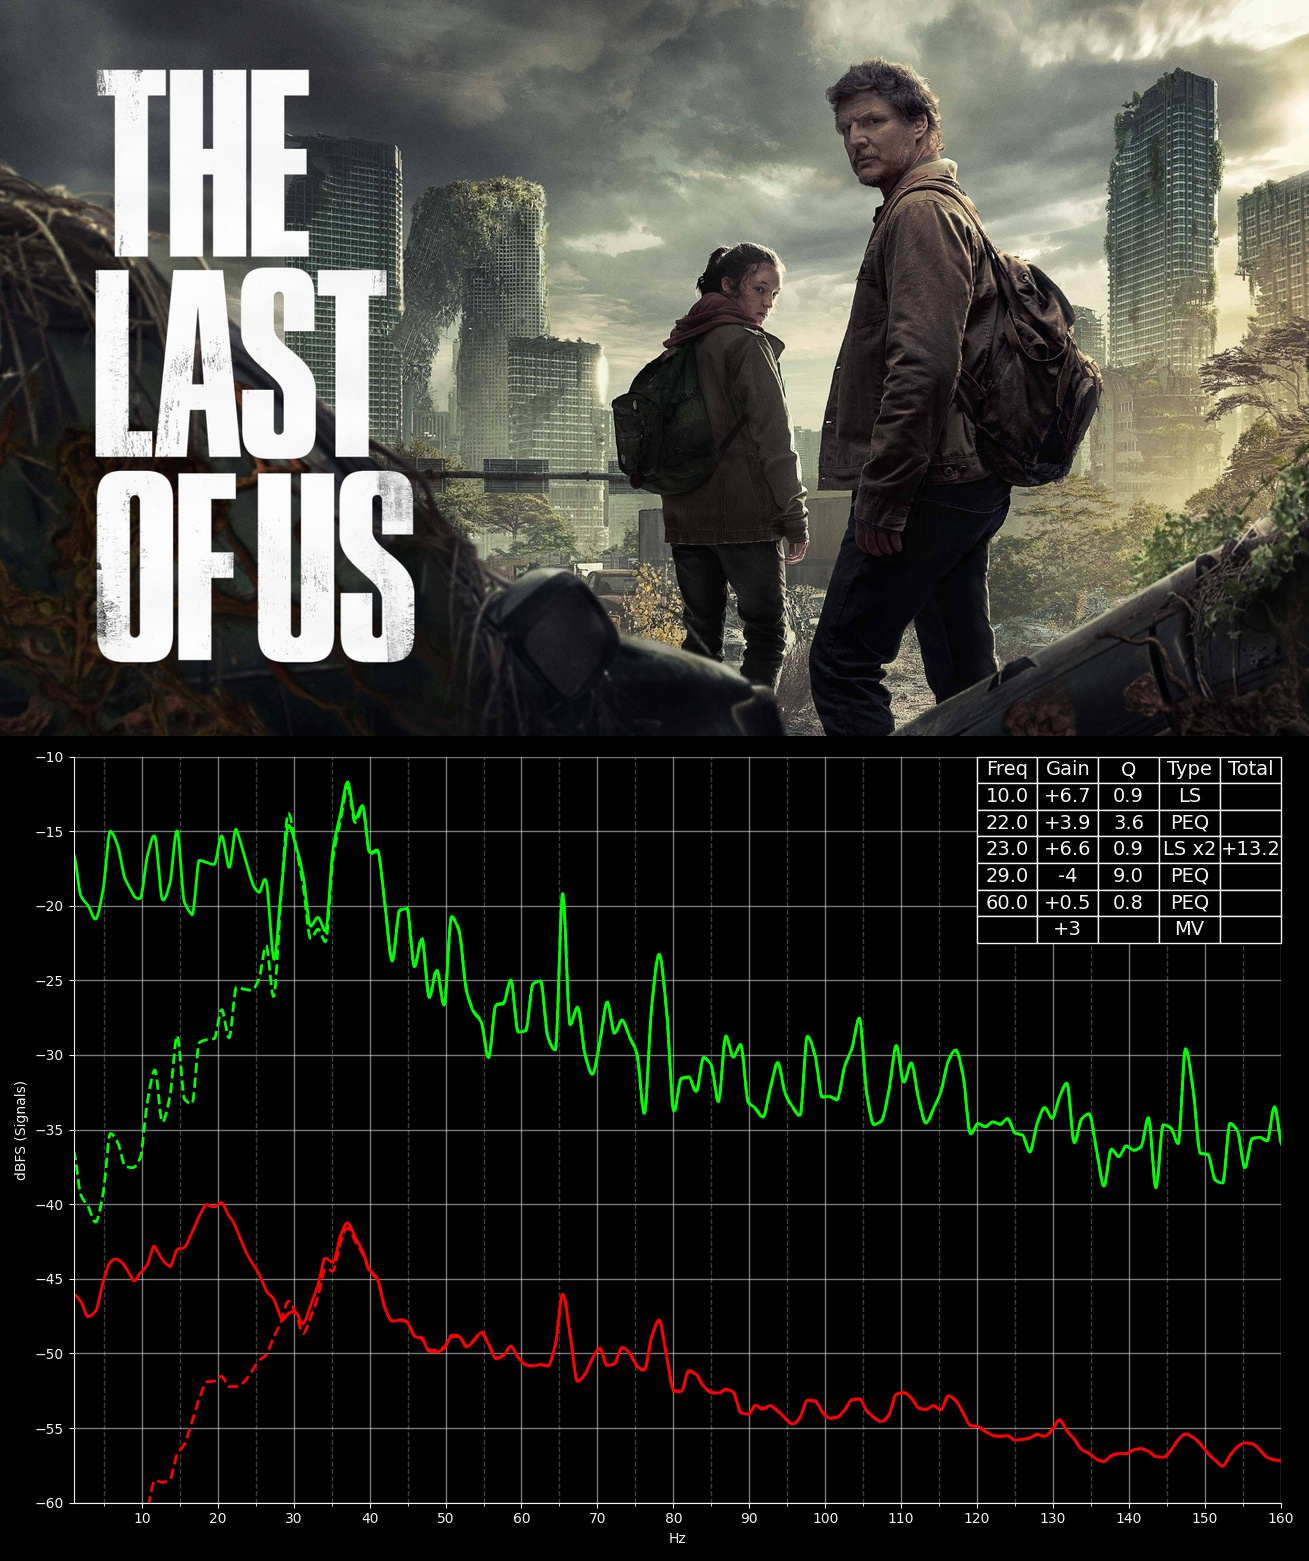 THE
LAST
OF US
Freq Gain Q Type Total
10.0 +6.7 0.9 LS
22.0 +3.9 3.6 PEQ
23.0 +6.6 0.9 LS x2 +13.2
29.0 -4 9.0 PEQ
60.0 +0.5 0.8 PEQ
+3 MV
−10
−15
−20
−25
−30
−35
−40
−45
−50
−55
−60
dBFS (Signals)
10 20 30 40 50 60 70 80 90 100 110 120 130 140 150 160
Hz